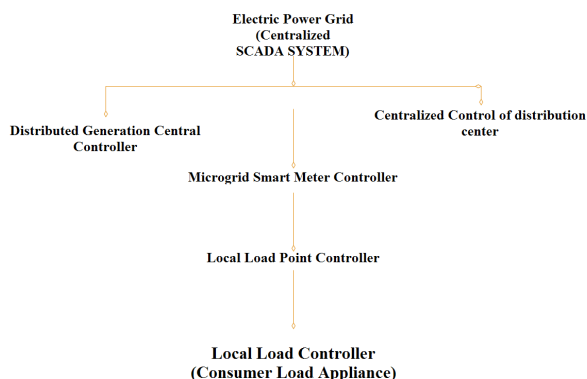 Electric Power Grid
(Centralized
SCADA SYSTEM)
Distributed Generation Central
Controller
Centralized Control of distribution
center
Microgrid Smart Meter Controller
Local Load Point Controller
Local Load Controller
(Consumer Load Appliance)